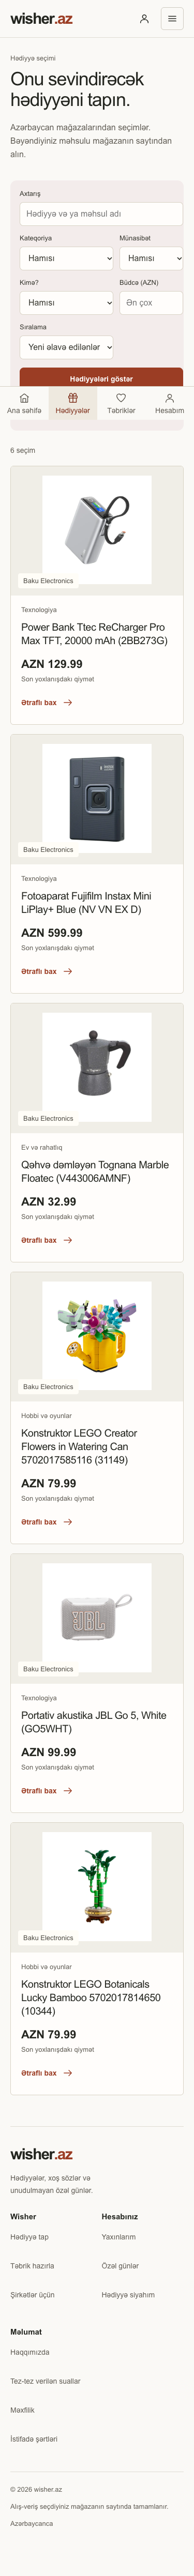 wisher.az
Hədiyyə seçimi
Onu sevindirəcək
hədiyyəni tapın.
Azərbaycan mağazalarından seçimlər.
Bəyəndiyiniz məhsulu mağazanın saytından
alın.
Axtarış
Hədiyyə və ya məhsul adı
Kateqoriya
Münasibət
Hamısı
Hamısı
Kimə?
Büdcə (AZN)
Hamısı
Ən çox
Sıralama
Yeni əlavə edilənlər
Hədiyyələri göstər
Ana səhifə
Hədiyyələr
Təbriklər
Hesabım
6 seçim
Baku Electronics
Texnologiya
Power Bank Ttec ReCharger Pro
Max TFT, 20000 mAh (2BB273G)
AZN 129.99
Son yoxlanışdakı qiymət
Ətraflı bax
Baku Electronics
Texnologiya
Fotoaparat Fujifilm Instax Mini
LiPlay+ Blue (NV VN EX D)
AZN 599.99
Son yoxlanışdakı qiymət
Ətraflı bax
Baku Electronics
Ev və rahatlıq
Qəhvə dəmləyən Tognana Marble
Floatec (V443006AMNF)
AZN 32.99
Son yoxlanışdakı qiymət
Ətraflı bax
Baku Electronics
Hobbi və oyunlar
Konstruktor LEGO Creator
Flowers in Watering Can
5702017585116 (31149)
AZN 79.99
Son yoxlanışdakı qiymət
Ətraflı bax
JBL
Baku Electronics
Texnologiya
Portativ akustika JBL Go 5, White
(GO5WHT)
AZN 99.99
Son yoxlanışdakı qiymət
Ətraflı bax
Baku Electronics
Hobbi və oyunlar
Konstruktor LEGO Botanicals
Lucky Bamboo 5702017814650
(10344)
AZN 79.99
Son yoxlanışdakı qiymət
Ətraflı bax
wisher.az
Hədiyyələr, xoş sözlər və
unudulmayan özəl günlər.
Wisher
Hədiyyə tap
Təbrik hazırla
Şirkətlər üçün
Hesabınız
Yaxınlarım
Özəl günlər
Hədiyyə siyahım
Məlumat
Haqqımızda
Tez-tez verilən suallar
Məxfilik
İstifadə şərtləri
© 2026 wisher.az
Alış-veriş seçdiyiniz mağazanın saytında tamamlanır.
Azərbaycanca